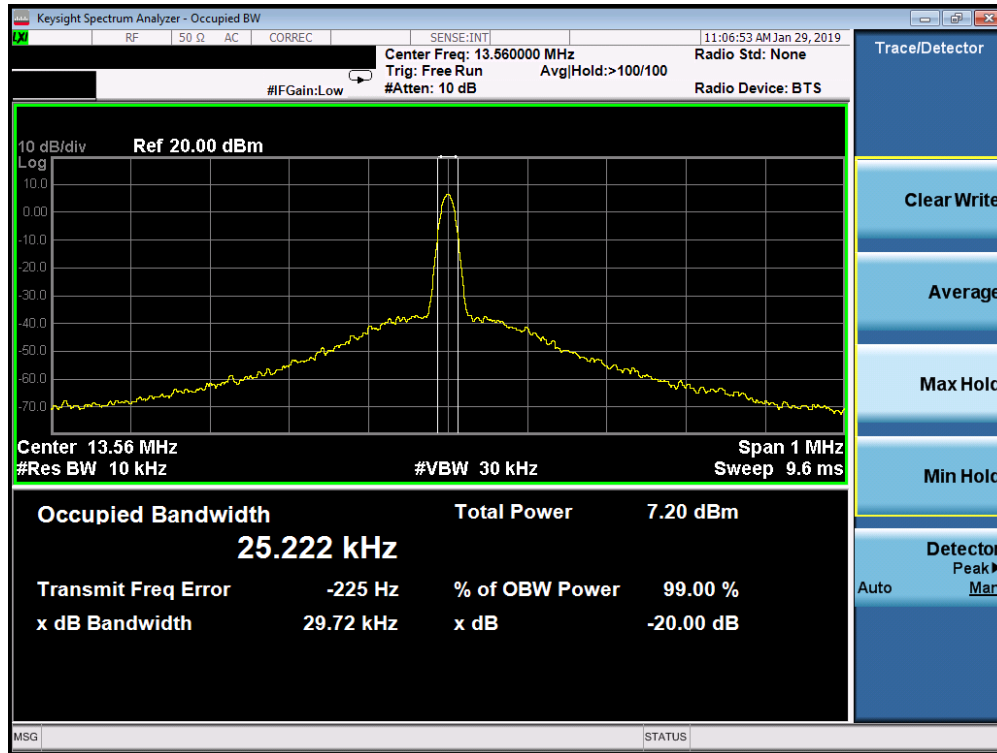 Keysight Spectrum Analyzer - Occupied BW
LXI
RF 50 Ω AC CORREC SENSE:INT 11:06:53 AM Jan 29, 2019
Center Freq: 13.560000 MHz Radio Std: None
Trig: Free Run Avg|Hold:>100/100
#IFGain:Low #Atten: 10 dB Radio Device: BTS
Trace/Detector
10 dB/div Ref 20.00 dBm
Log
10.0
0.00
-10.0
-20.0
-30.0
-40.0
-50.0
-60.0
-70.0
Center 13.56 MHz Span 1 MHz
#Res BW 10 kHz #VBW 30 kHz Sweep 9.6 ms
Occupied Bandwidth Total Power 7.20 dBm
25.222 kHz
Transmit Freq Error -225 Hz % of OBW Power 99.00 %
x dB Bandwidth 29.72 kHz x dB -20.00 dB
Clear Write
Average
Max Hold
Min Hold
Detector
Peak
Auto Man
MSG STATUS